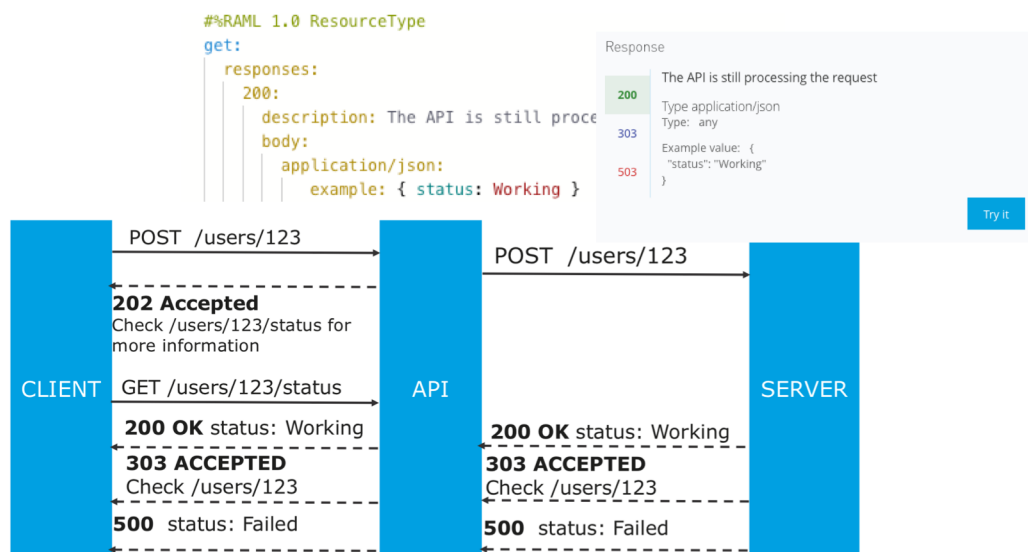 #%RAML 1.0 ResourceType
get:
responses:
200:
description: The API is still proce
body:
application/json:
example: { status: Working }
Response
200
303
503
The API is still processing the request
Type application/json
Type: any
Example value: {
"status": "Working"
}
Try it
CLIENT
API
SERVER
POST /users/123
POST /users/123
202 Accepted
Check /users/123/status for
more information
GET /users/123/status
200 OK status: Working
303 ACCEPTED
Check /users/123
500 status: Failed
200 OK status: Working
303 ACCEPTED
Check /users/123
500 status: Failed